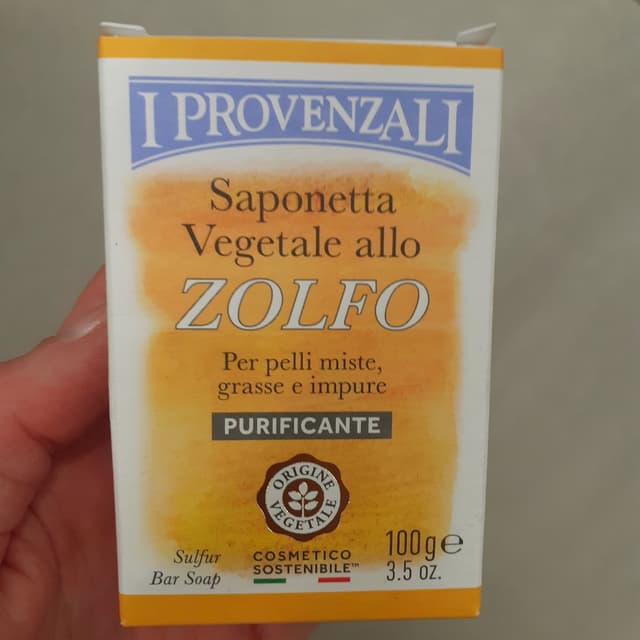 I PROVENZALI
Saponetta
Vegetale allo
ZOLFO
Per pelli miste,
grasse e impure
PURIFICANTE
ORIGINE
VEGETALE
Sulfur
Bar Soap
COSMETICO
SOSTENIBILE™
100g℮
3.5 oz.